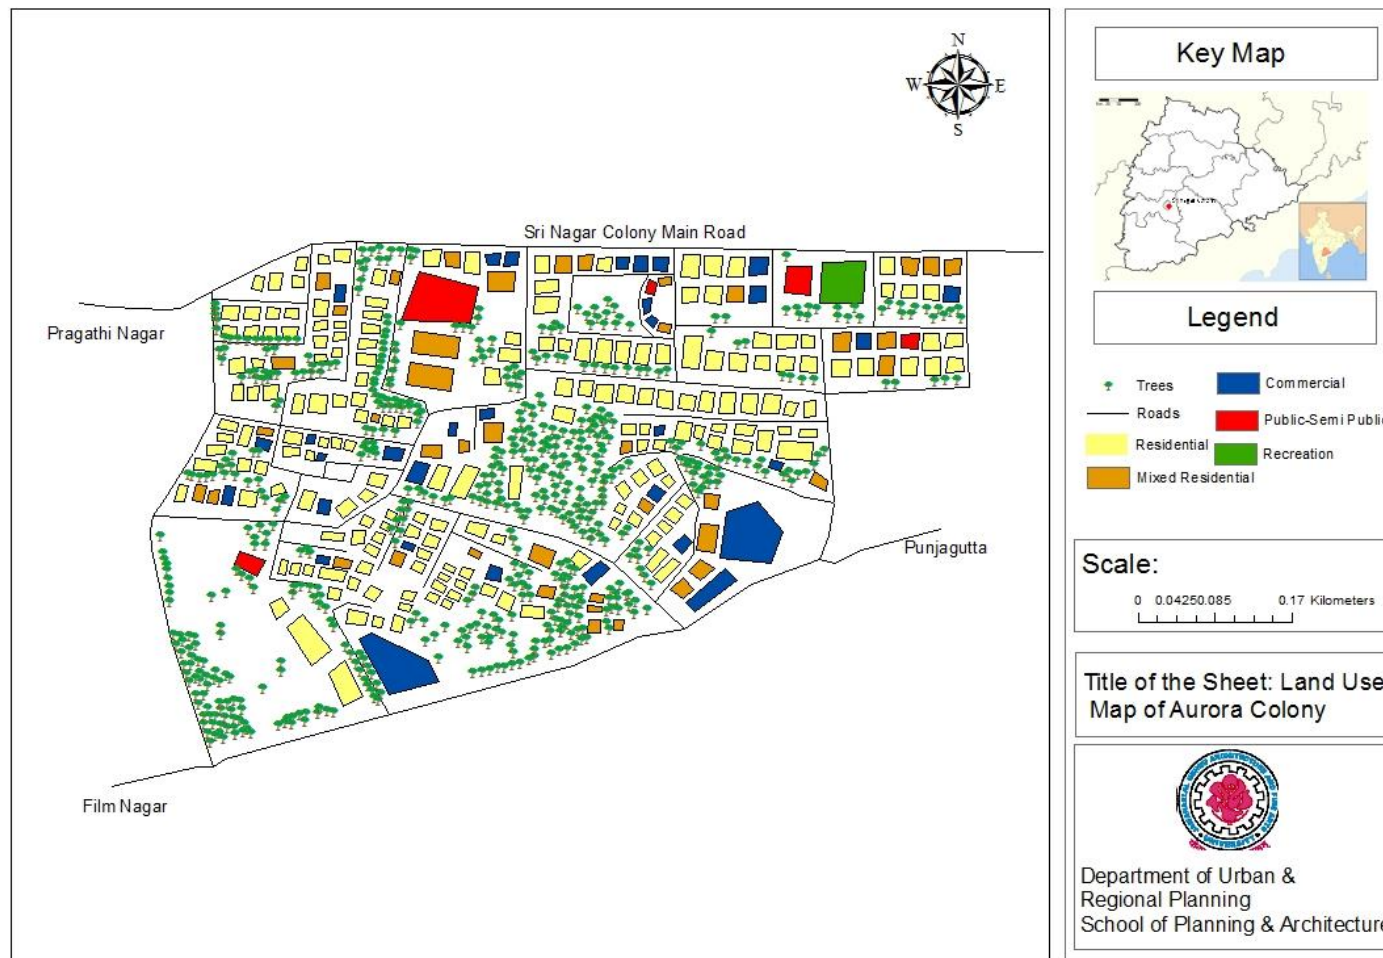 N
W
E
S
Sri Nagar Colony Main Road
Pragathi Nagar
Punjagutta
Film Nagar
Key Map
Legend
Trees
Commercial
Roads
Public-Semi Public
Residential
Recreation
Mixed Residential
Scale:
0 0.04250.085 0.17 Kilometers
Title of the Sheet: Land Use
Map of Aurora Colony
Department of Urban &
Regional Planning
School of Planning & Architecture